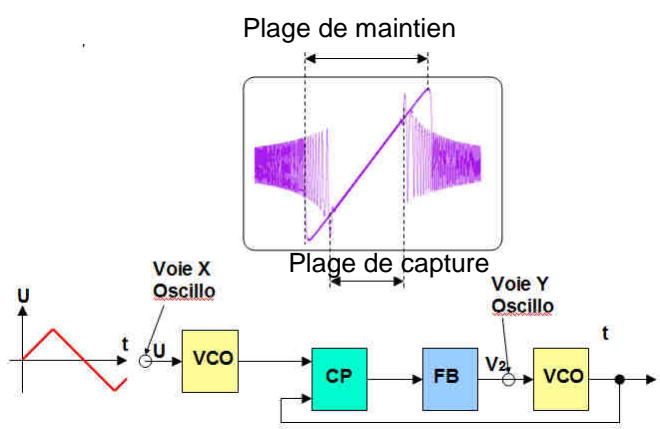 Plage de maintien
Plage de capture
Voie X
Oscillo
Voie Y
Oscillo
U
t
U
VCO
CP
FB
V2
VCO
t